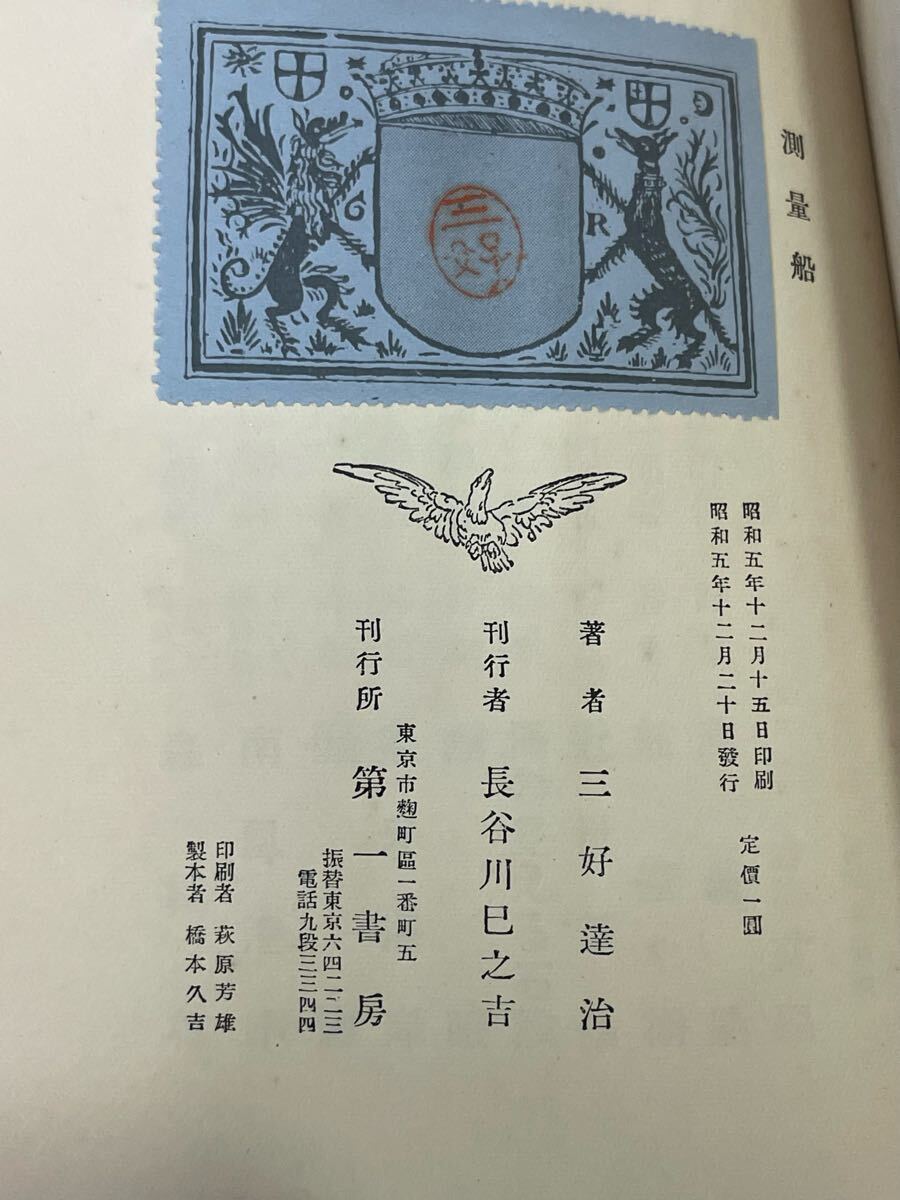 測量船
R
三好
昭和五年十二月十五日印刷
昭和五年十二月二十日發行
定價一圓
著者 三好達治
刊行者 長谷川巳之吉
東京市麹町區一番町五
刊行所 第一書房
振替東京六四二二三
電話九段三三四四
印刷者 萩原芳雄
製本者 橋本久吉